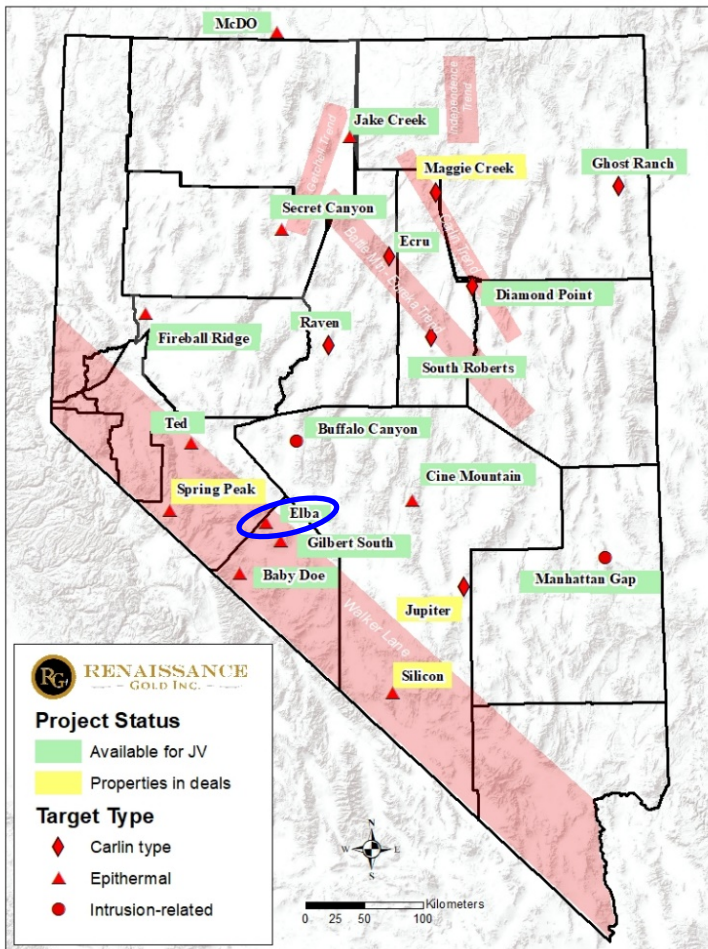 McDO
Independence
Trend
Jake Creek
Getchell Trend
Maggie Creek
Ghost Ranch
Secret Canyon
Ecru
Carlin Trend
Battle Mtn. Eureka Trend
Diamond Point
Fireball Ridge
Raven
South Roberts
Ted
Buffalo Canyon
Cine Mountain
Spring Peak
Elba
Gilbert South
Baby Doe
Manhattan Gap
Jupiter
Walker Lane
Silicon
RG
RENAISSANCE
GOLD INC.
Project Status
Available for JV
Properties in deals
Target Type
Carlin type
Epithermal
Intrusion-related
N
W E
S
Kilometers
0 25 50 100